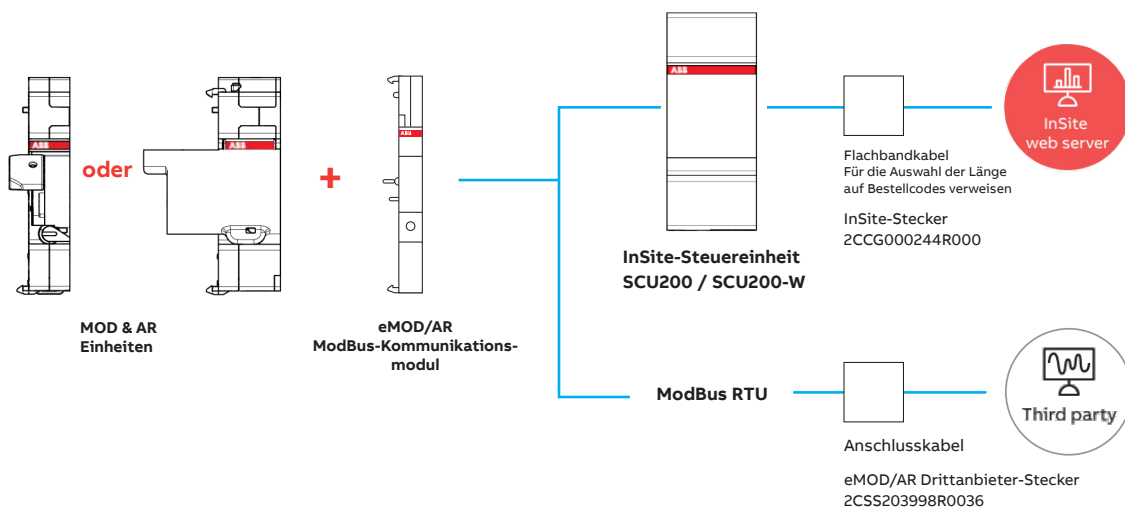 ABB
ABB
ABB
ABB
oder
+
MOD & AR
Einheiten
eMOD/AR
ModBus-Kommunikations-
modul
InSite-Steuereinheit
SCU200 / SCU200-W
Flachbandkabel
Für die Auswahl der Länge
auf Bestellcodes verweisen
InSite-Stecker
2CCG000244R000
InSite
web server
ModBus RTU
Anschlusskabel
eMOD/AR Drittanbieter-Stecker
2CSS203998R0036
Third party